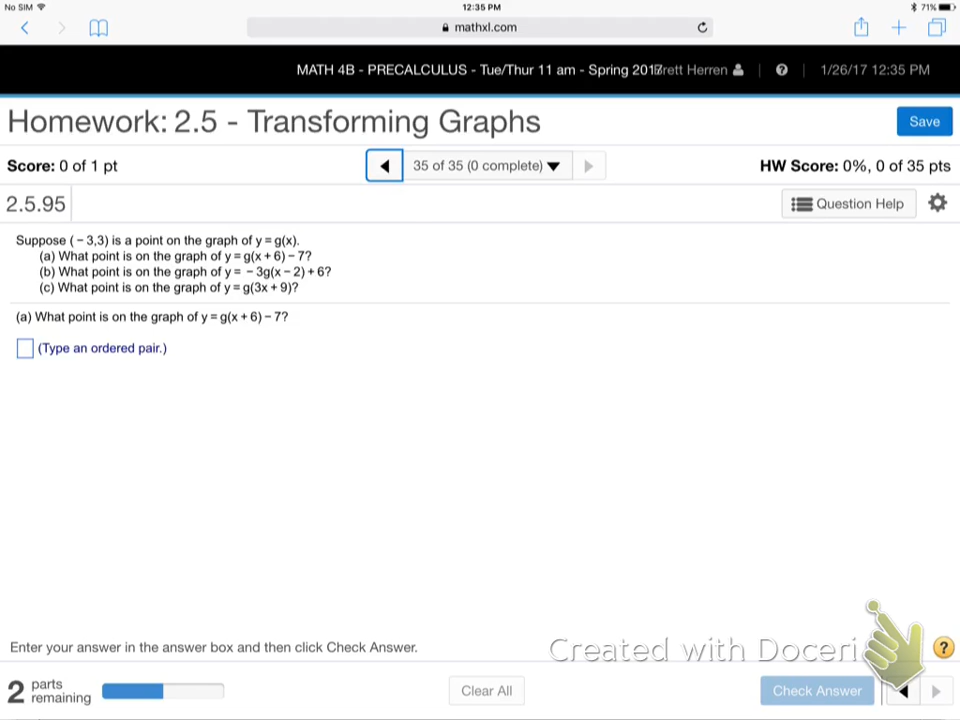 No SIM 12:35 PM 71%
mathxl.com
MATH 4B - PRECALCULUS - Tue/Thur 11 am - Spring 2017 rett Herren ? 1/26/17 12:35 PM
Homework: 2.5 - Transforming Graphs Save
Score: 0 of 1 pt 35 of 35 (0 complete) HW Score: 0%, 0 of 35 pts
2.5.95 Question Help
Suppose ( − 3,3) is a point on the graph of y = g(x).
(a) What point is on the graph of y = g(x + 6) − 7?
(b) What point is on the graph of y = − 3g(x − 2) + 6?
(c) What point is on the graph of y = g(3x + 9)?
(a) What point is on the graph of y = g(x + 6) − 7?
(Type an ordered pair.)
Enter your answer in the answer box and then click Check Answer. ?
Created with Doceri
2 parts remaining Clear All Check Answer